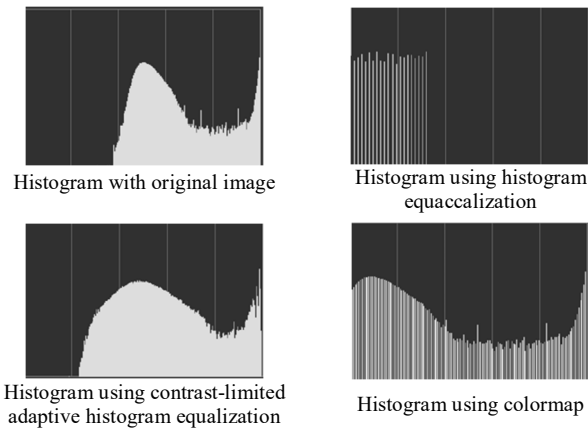 Histogram with original image
Histogram using histogram
equaccalization
Histogram using contrast-limited
adaptive histogram equalization
Histogram using colormap